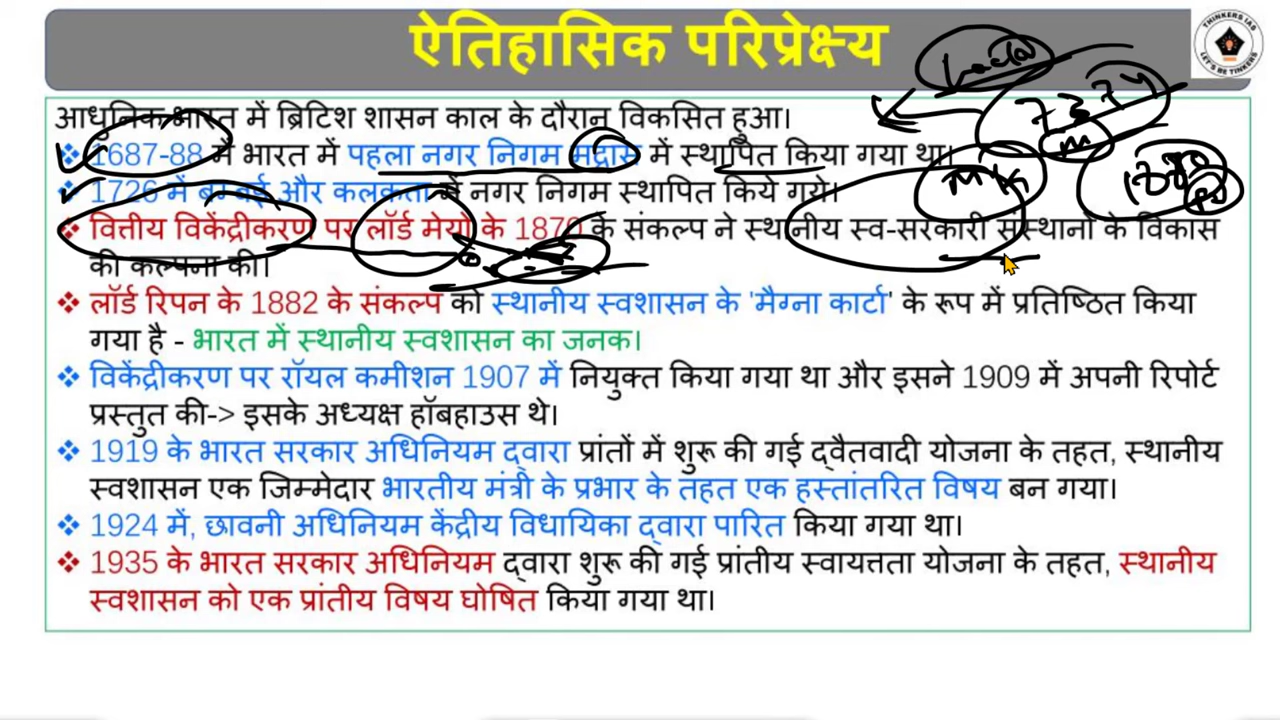 ऐतिहासिक परिप्रेक्ष्य
THINKERS IAS
LET'S BE TINKERS
आधुनिक भारत में ब्रिटिश शासन काल के दौरान विकसित हुआ।
❖ 1687-88 में भारत में पहला नगर निगम मद्रास में स्थापित किया गया था।
❖ 1726 में बम्बई और कलकत्ता में नगर निगम स्थापित किये गये।
❖ वित्तीय विकेंद्रीकरण पर लॉर्ड मेयो के 1870 के संकल्प ने स्थानीय स्व-सरकारी संस्थानों के विकास
की कल्पना की।
❖ लॉर्ड रिपन के 1882 के संकल्प को स्थानीय स्वशासन के 'मैग्ना कार्टा' के रूप में प्रतिष्ठित किया
गया है - भारत में स्थानीय स्वशासन का जनक।
❖ विकेंद्रीकरण पर रॉयल कमीशन 1907 में नियुक्त किया गया था और इसने 1909 में अपनी रिपोर्ट
प्रस्तुत की-> इसके अध्यक्ष हॉबहाउस थे।
❖ 1919 के भारत सरकार अधिनियम द्वारा प्रांतों में शुरू की गई द्वैतवादी योजना के तहत, स्थानीय
स्वशासन एक जिम्मेदार भारतीय मंत्री के प्रभार के तहत एक हस्तांतरित विषय बन गया।
❖ 1924 में, छावनी अधिनियम केंद्रीय विधायिका द्वारा पारित किया गया था।
❖ 1935 के भारत सरकार अधिनियम द्वारा शुरू की गई प्रांतीय स्वायत्तता योजना के तहत, स्थानीय
स्वशासन को एक प्रांतीय विषय घोषित किया गया था।